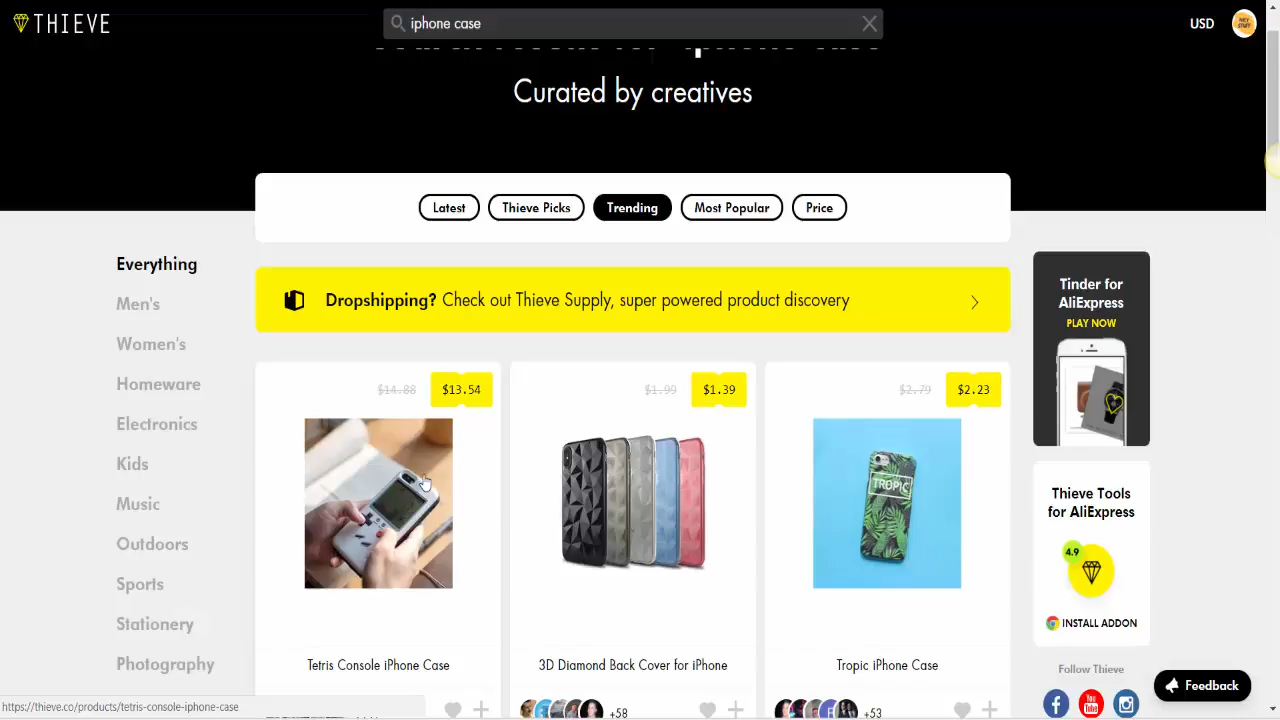 THIEVE
iphone case
USD
Curated by creatives
Latest
Thieve Picks
Trending
Most Popular
Price
Everything
Men's
Women's
Homeware
Electronics
Kids
Music
Outdoors
Sports
Stationery
Photography
Dropshipping? Check out Thieve Supply, super powered product discovery
$14.88
$13.54
$1.99
$1.39
$2.79
$2.23
TROPIC
Tetris Console iPhone Case
3D Diamond Back Cover for iPhone
Tropic iPhone Case
+58
+53
Tinder for
AliExpress
PLAY NOW
Thieve Tools
for AliExpress
4.9
INSTALL ADDON
Follow Thieve
Feedback
https://thieve.co/products/tetris-console-iphone-case